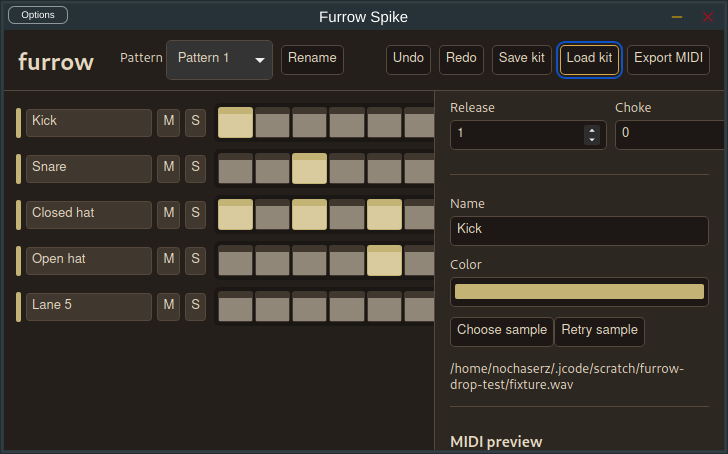 Options
Furrow Spike
furrow Pattern Pattern 1 Rename Undo Redo Save kit Load kit Export MIDI
Kick M S
Snare M S
Closed hat M S
Open hat M S
Lane 5 M S
Release Choke
1 0
Name
Kick
Color
Choose sample Retry sample
/home/nochaserz/.jcode/scratch/furrow-
drop-test/fixture.wav
MIDI preview